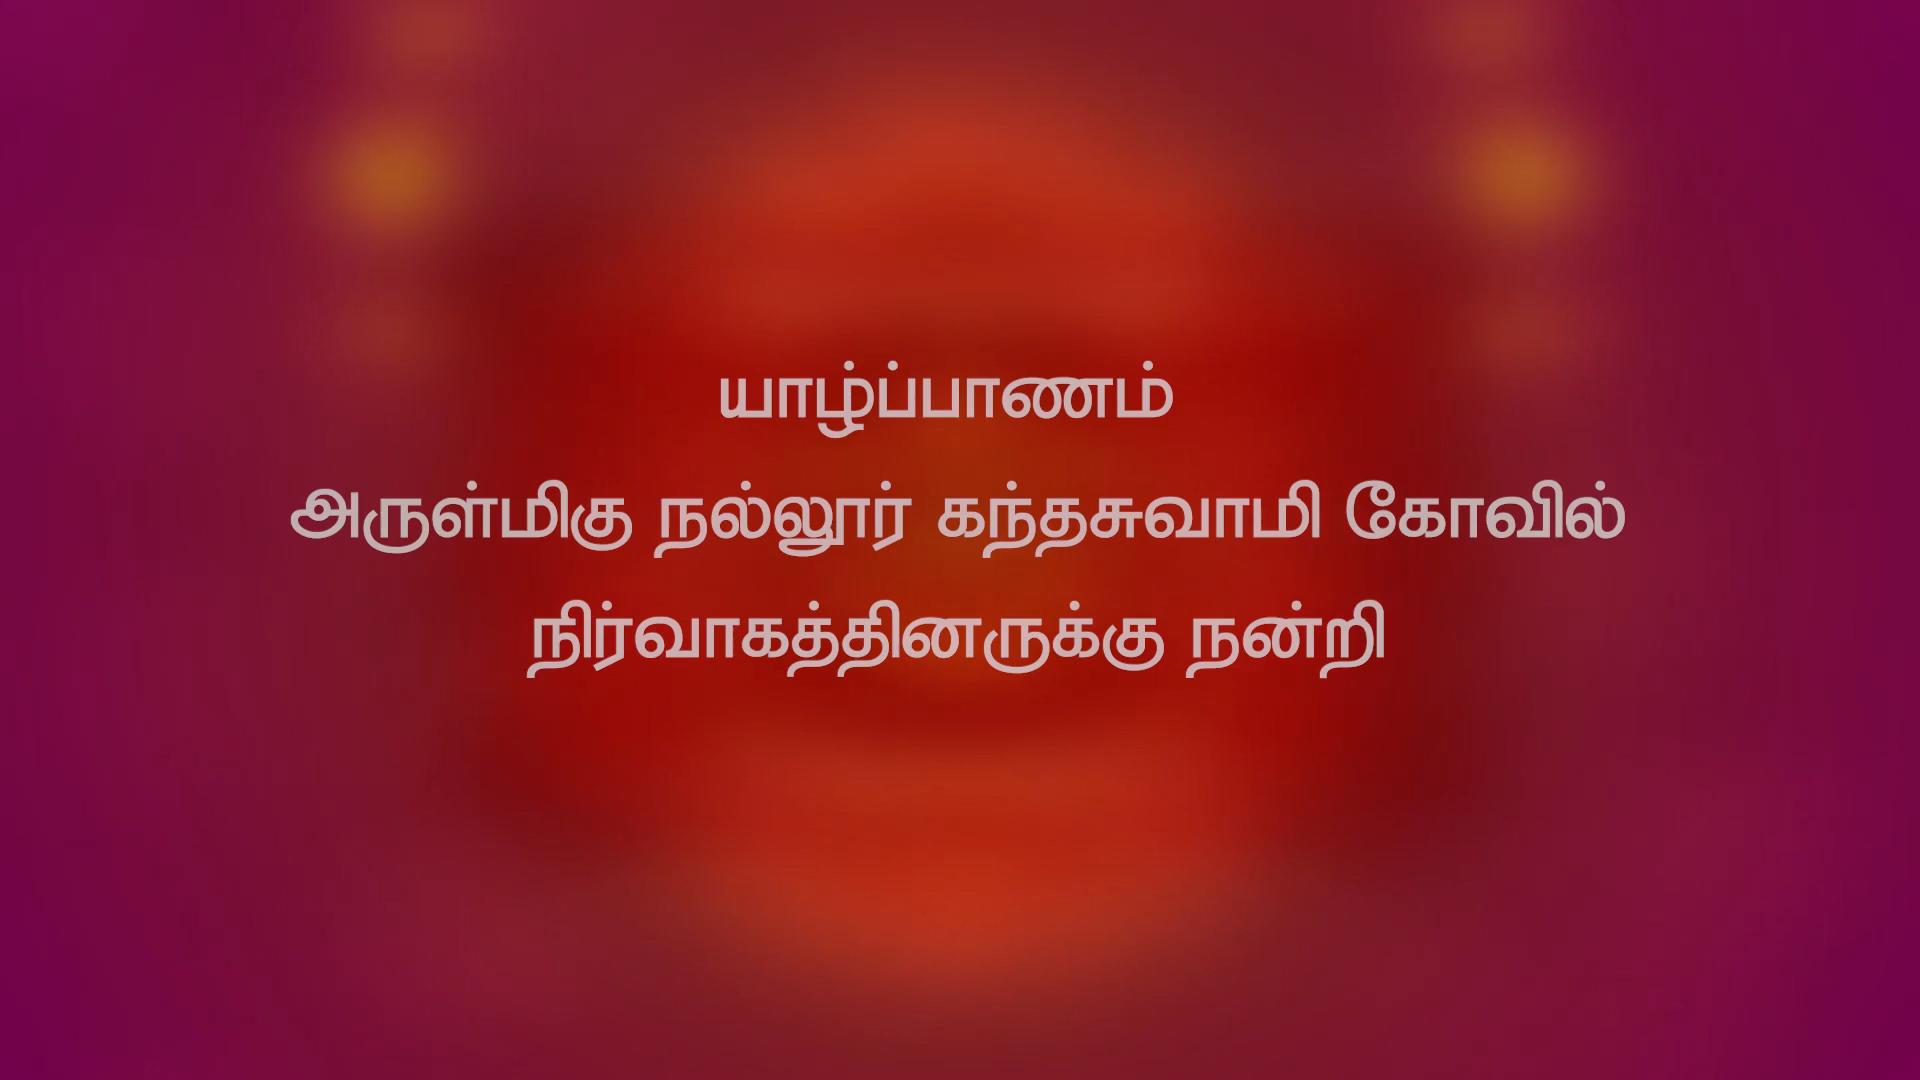 யாழ்ப்பாணம்
அருள்மிகு நல்லூர் கந்தசுவாமி கோவில்
நிர்வாகத்தினருக்கு நன்றி